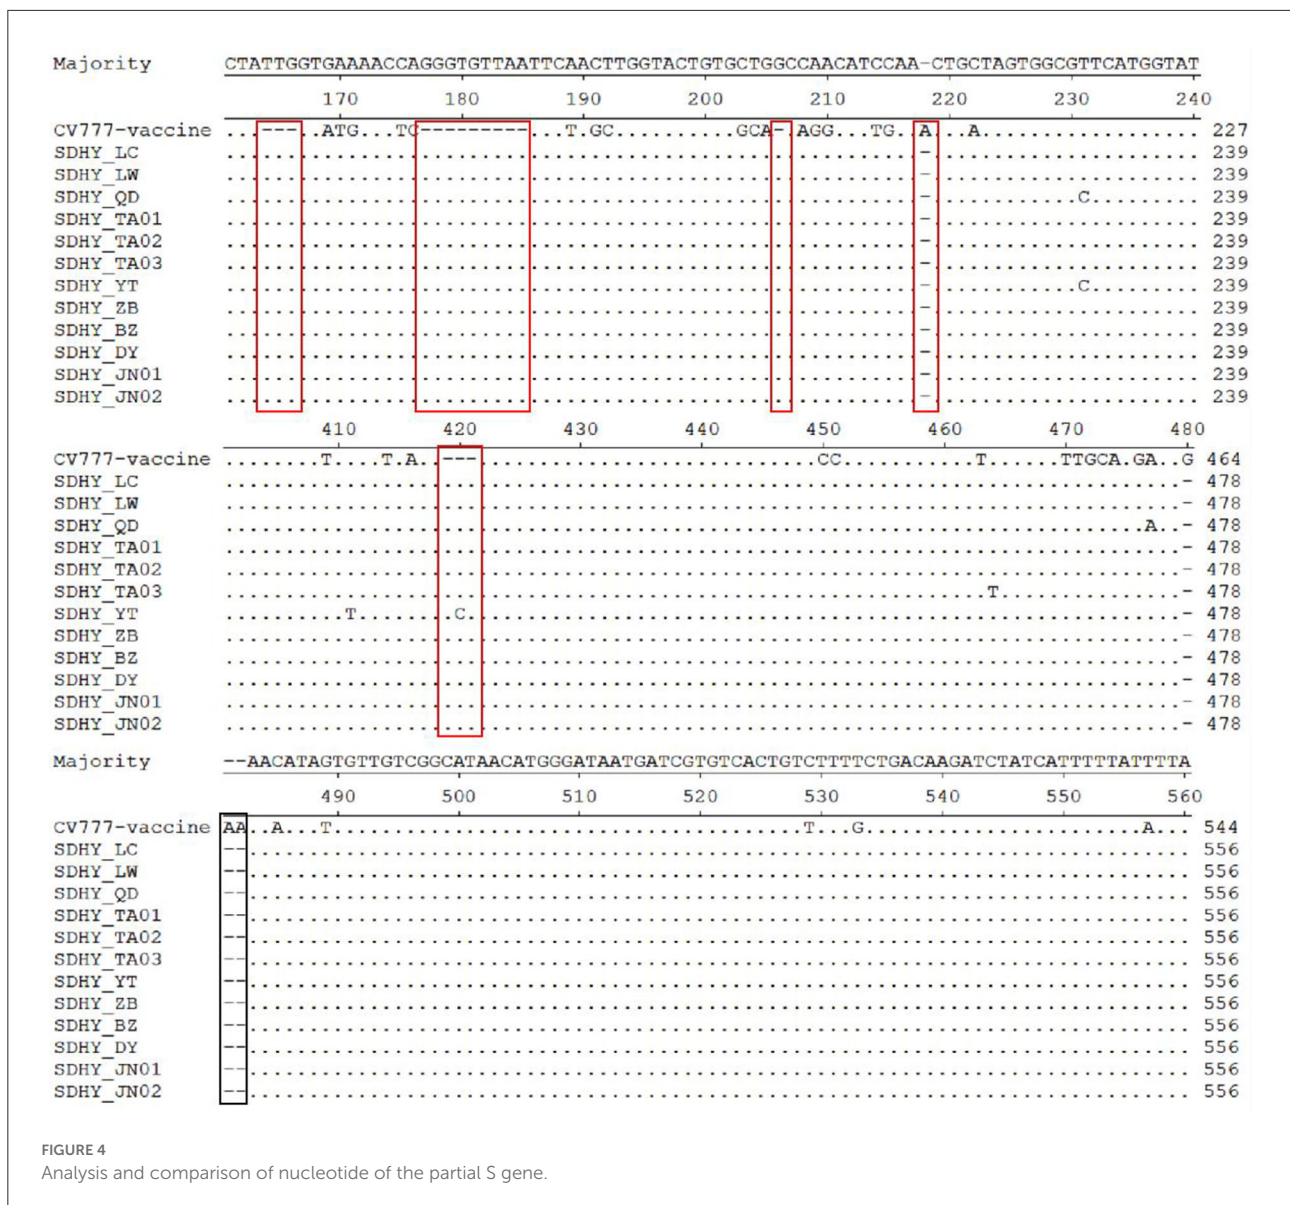 Majority CTATTGGTGAAAACCAGGGTGTTAATTCAACTTGGTACTGTGCTGGCCAACATCCAA-CTGCTAGTGGCGTTCATGGTAT
170 180 190 200 210 220 230 240
CV777-vaccine ...---..ATG...TC---------...T.GC..........GCA-.AGG...TG..A...A.................. 227
SDHY_LC .........................................................-...................... 239
SDHY_LW .........................................................-...................... 239
SDHY_QD .........................................................-............C......... 239
SDHY_TA01 .........................................................-...................... 239
SDHY_TA02 .........................................................-...................... 239
SDHY_TA03 .........................................................-...................... 239
SDHY_YT .........................................................-............C......... 239
SDHY_ZB .........................................................-...................... 239
SDHY_BZ .........................................................-...................... 239
SDHY_DY .........................................................-...................... 239
SDHY_JN01 .........................................................-...................... 239
SDHY_JN02 .........................................................-...................... 239
410 420 430 440 450 460 470 480
CV777-vaccine ........T....T.A..---............................CC...........T......TTGCA.GA..G 464
SDHY_LC ...............................................................................- 478
SDHY_LW ...............................................................................- 478
SDHY_QD ............................................................................A..- 478
SDHY_TA01 ...............................................................................- 478
SDHY_TA02 ...............................................................................- 478
SDHY_TA03 ...............................................................T...............- 478
SDHY_YT ..........T........C...........................................................- 478
SDHY_ZB ...............................................................................- 478
SDHY_BZ ...............................................................................- 478
SDHY_DY ...............................................................................- 478
SDHY_JN01 ...............................................................................- 478
SDHY_JN02 ...............................................................................- 478
Majority --AACATAGTGTTGTCGGCATAACATGGGATAATGATCGTGTCACTGTCTTTTCTGACAAGATCTATCATTTTTATTTTA
490 500 510 520 530 540 550 560
CV777-vaccine AA..A...T.......................................T...G.......................A... 544
SDHY_LC --.............................................................................. 556
SDHY_LW --.............................................................................. 556
SDHY_QD --.............................................................................. 556
SDHY_TA01 --.............................................................................. 556
SDHY_TA02 --.............................................................................. 556
SDHY_TA03 --.............................................................................. 556
SDHY_YT --.............................................................................. 556
SDHY_ZB --.............................................................................. 556
SDHY_BZ --.............................................................................. 556
SDHY_DY --.............................................................................. 556
SDHY_JN01 --.............................................................................. 556
SDHY_JN02 --.............................................................................. 556
FIGURE 4
Analysis and comparison of nucleotide of the partial S gene.